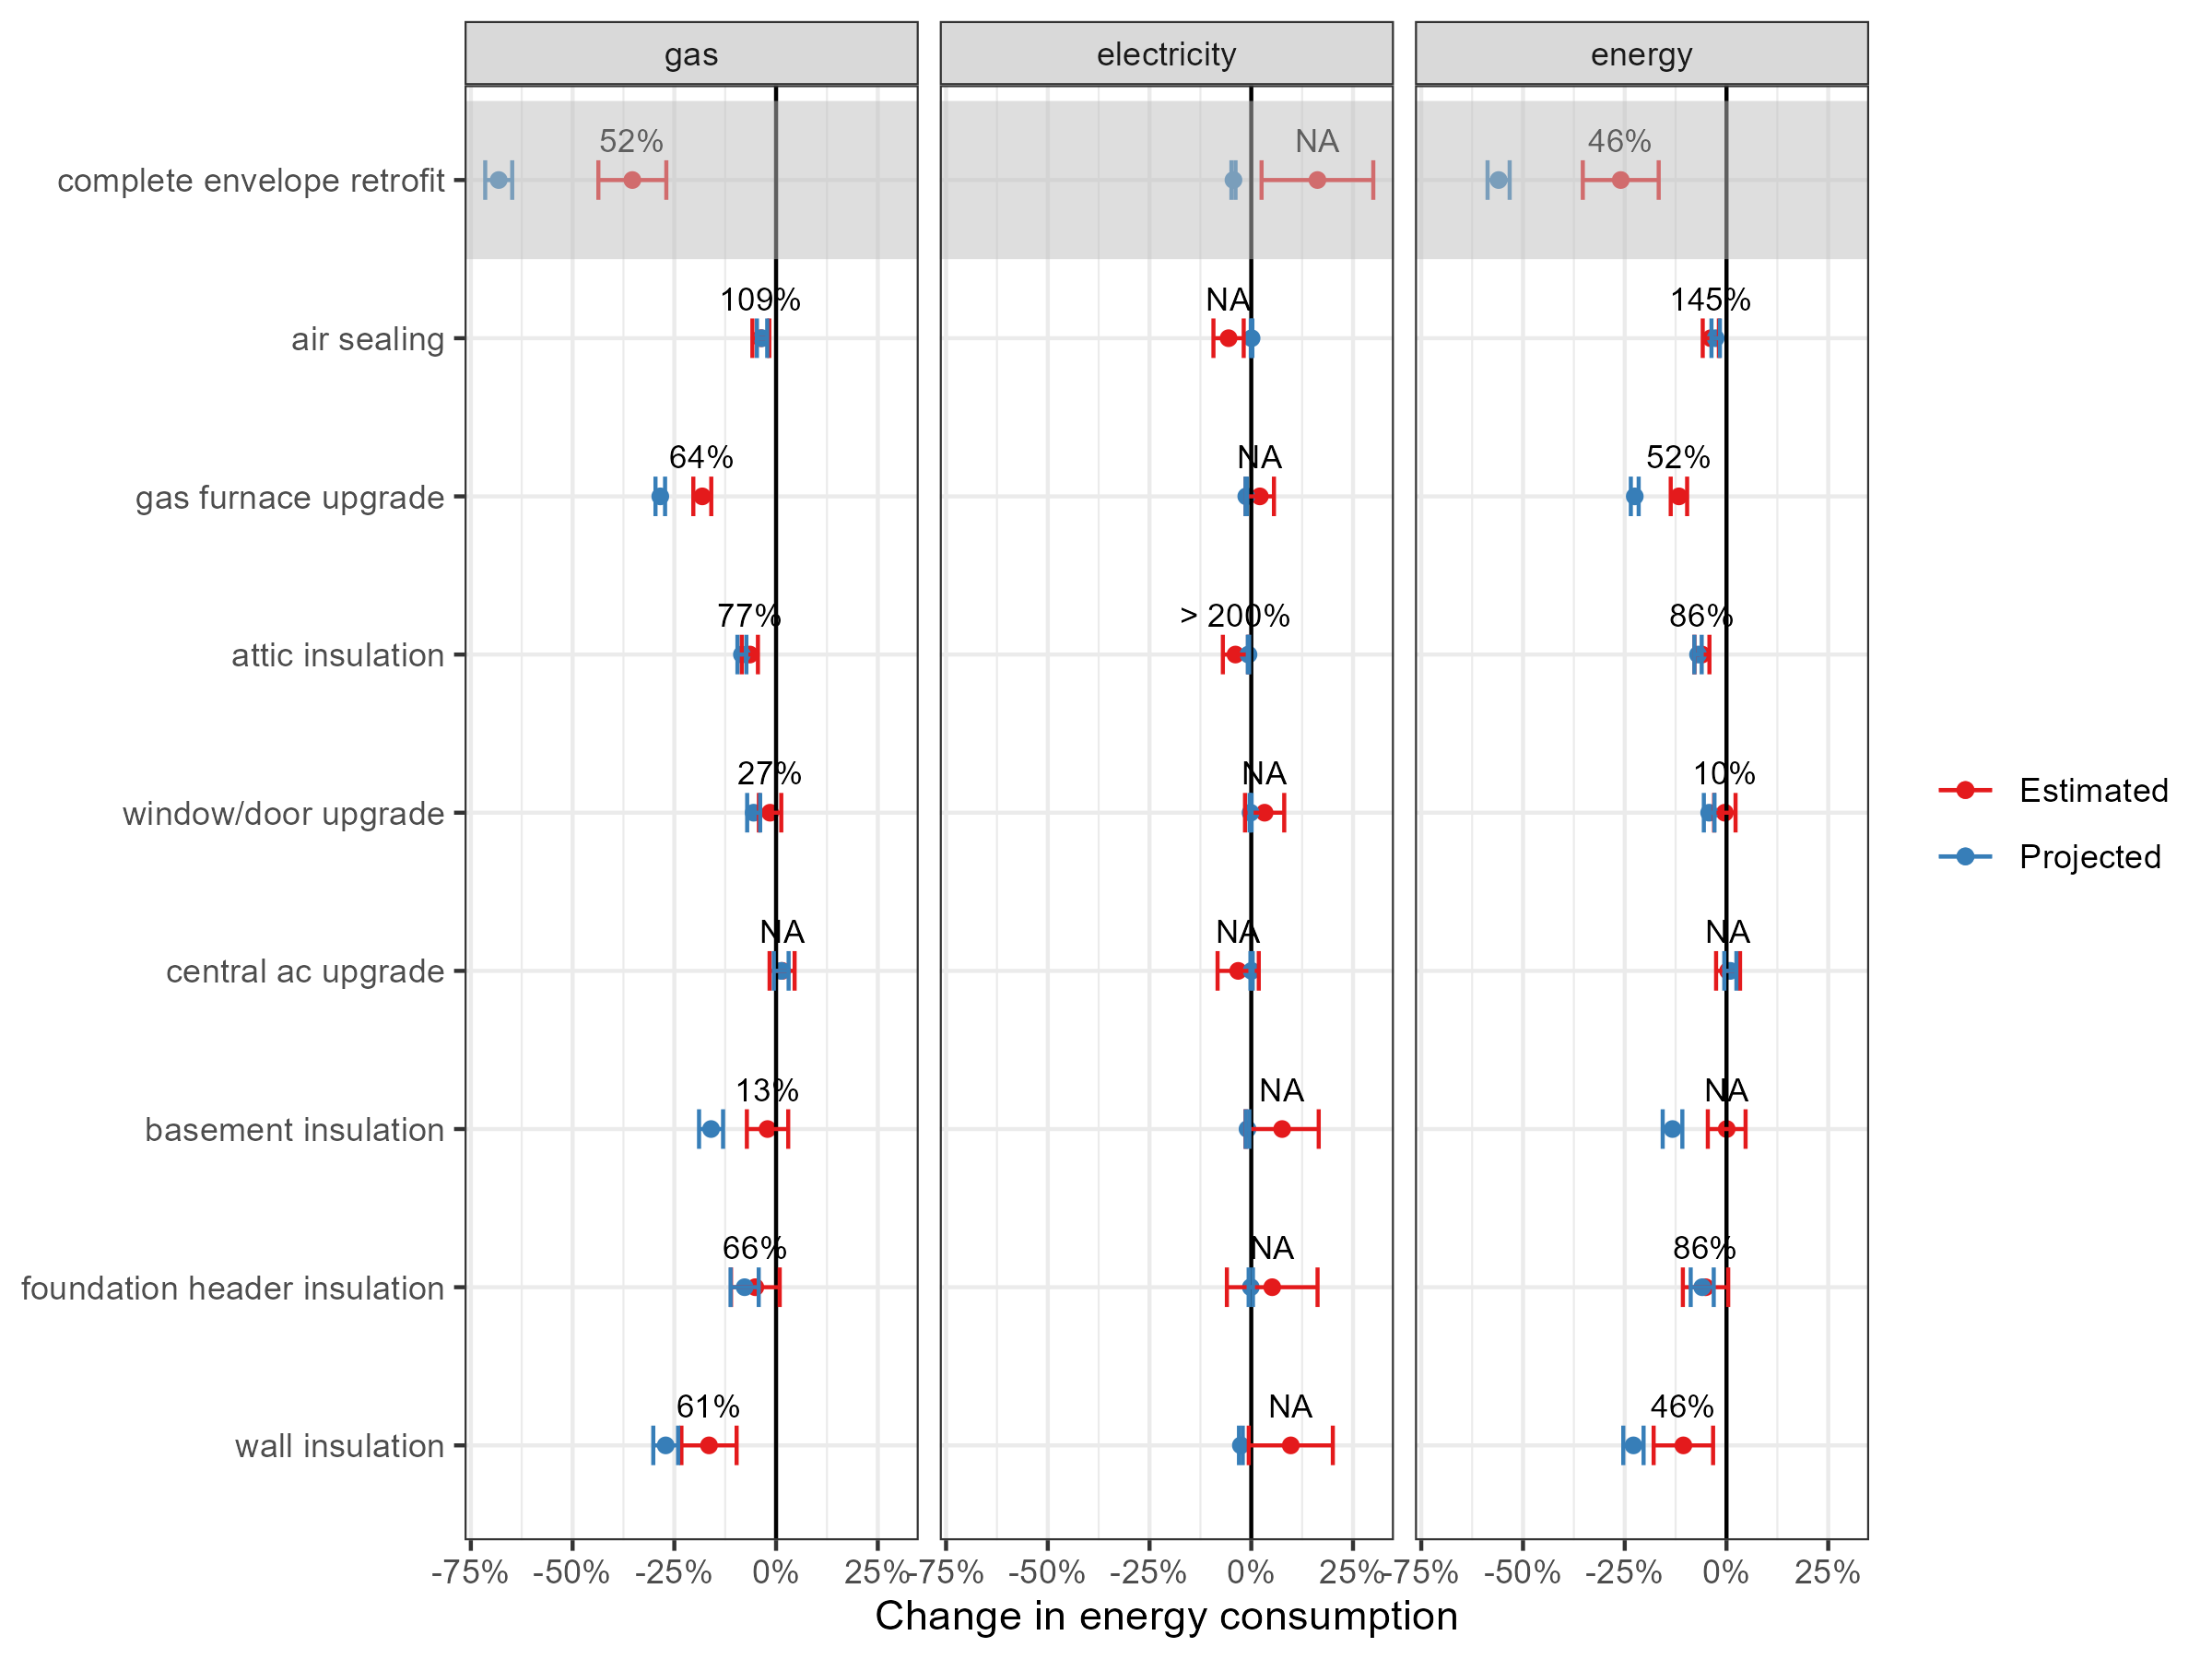 gas
electricity
energy
complete envelope retrofit
52%
NA
46%
air sealing
109%
NA
145%
gas furnace upgrade
64%
NA
52%
attic insulation
77%
> 200%
86%
window/door upgrade
27%
NA
10%
central ac upgrade
NA
NA
NA
basement insulation
13%
NA
NA
foundation header insulation
66%
NA
86%
wall insulation
61%
NA
46%
-75% -50% -25% 0% 25%
-75% -50% -25% 0% 25%
-75% -50% -25% 0% 25%
Change in energy consumption
Estimated
Projected